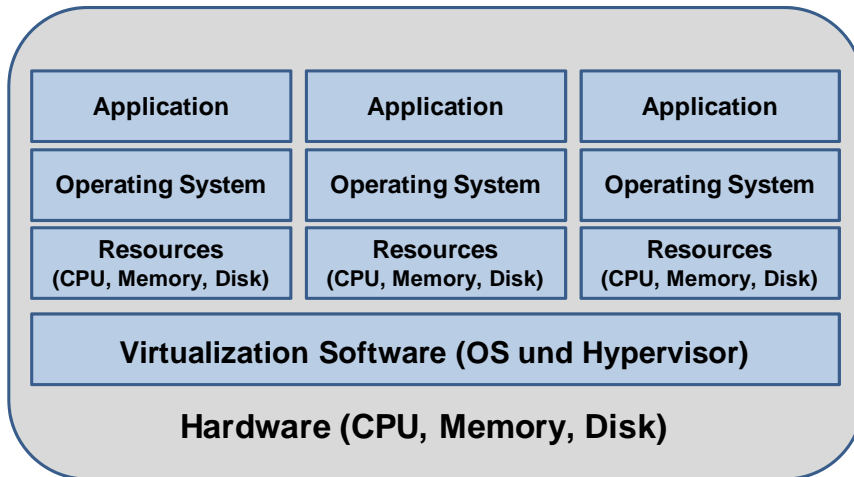 Application
Application
Application
Operating System
Operating System
Operating System
Resources
(CPU, Memory, Disk)
Resources
(CPU, Memory, Disk)
Resources
(CPU, Memory, Disk)
Virtualization Software (OS und Hypervisor)
Hardware (CPU, Memory, Disk)